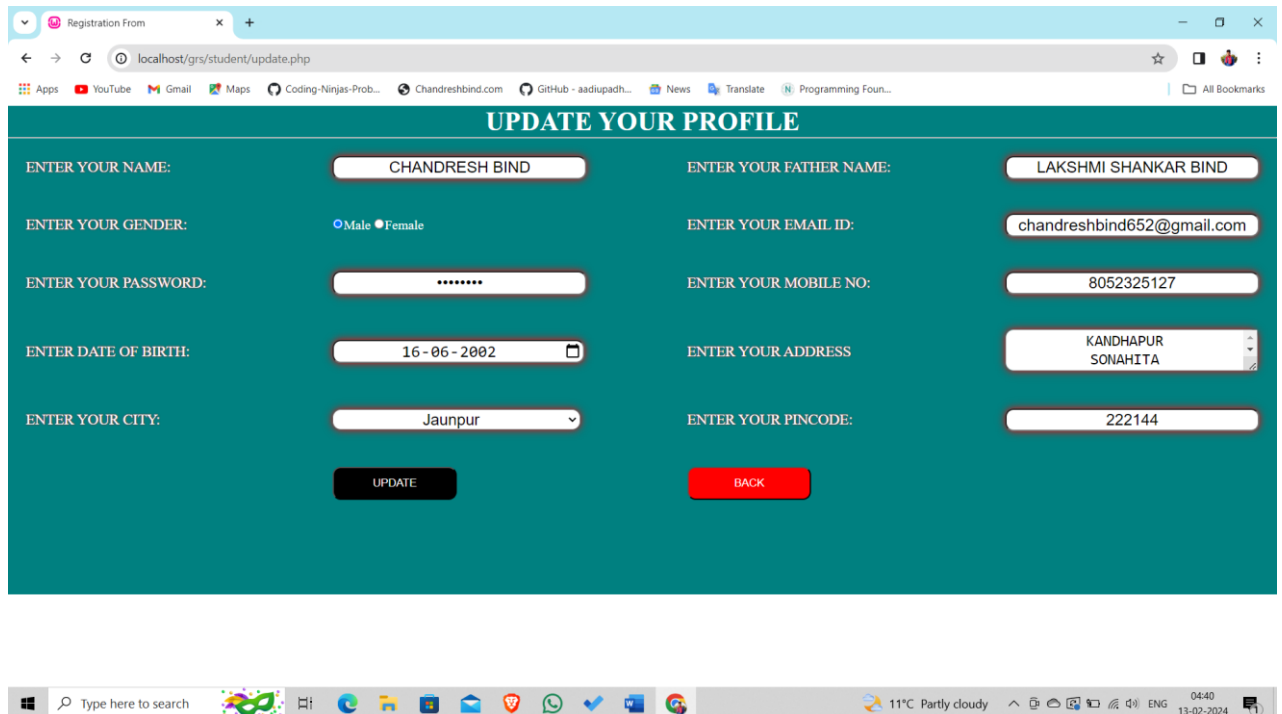 Registration From
localhost/grs/student/update.php
Apps YouTube Gmail Maps Coding-Ninjas-Prob... Chandreshbind.com GitHub - aadiupadh... News Translate N Programming Foun... All Bookmarks
UPDATE YOUR PROFILE
ENTER YOUR NAME: CHANDRESH BIND ENTER YOUR FATHER NAME: LAKSHMI SHANKAR BIND
ENTER YOUR GENDER: Male Female ENTER YOUR EMAIL ID: chandreshbind652@gmail.com
ENTER YOUR PASSWORD: •••••••• ENTER YOUR MOBILE NO: 8052325127
ENTER DATE OF BIRTH: 16-06-2002 ENTER YOUR ADDRESS KANDHAPUR
SONAHITA
ENTER YOUR CITY: Jaunpur ENTER YOUR PINCODE: 222144
UPDATE BACK
Type here to search 11°C Partly cloudy ENG 04:40
13-02-2024